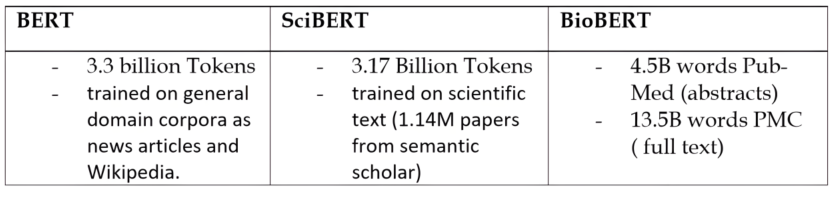 BERT
SciBERT
BioBERT
- 3.3 billion Tokens
- trained on general
domain corpora as
news articles and
Wikipedia.
- 3.17 Billion Tokens
- trained on scientific
text (1.14M papers
from semantic
scholar)
- 4.5B words Pub-
Med (abstracts)
- 13.5B words PMC
( full text)